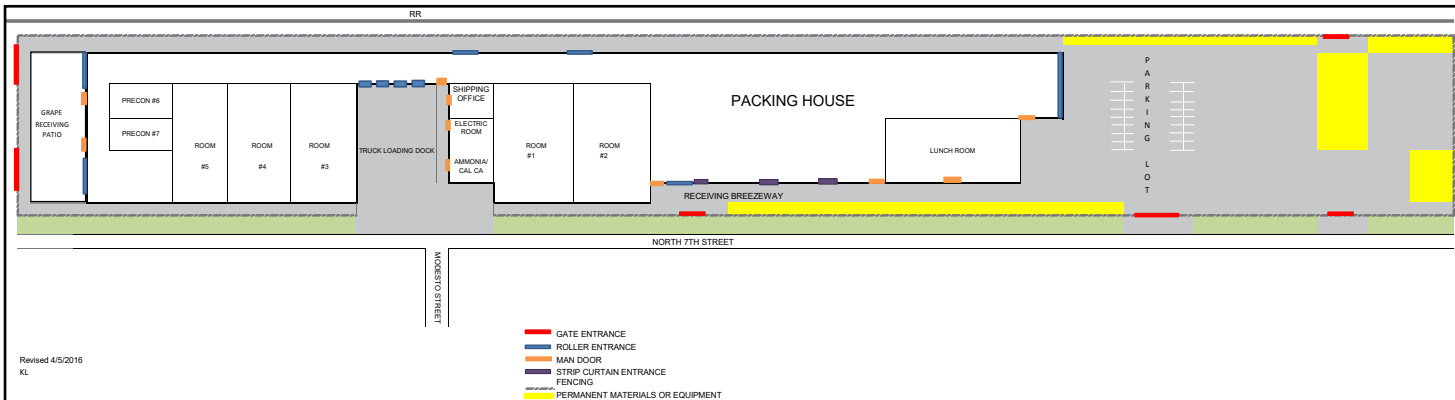 RR
PARKING LOT
GRAPE
RECEIVING
PATIO
PRECON #6
PRECON #7
ROOM
#5
ROOM
#4
ROOM
#3
TRUCK LOADING DOCK
SHIPPING
OFFICE
ELECTRIC
ROOM
AMMONIA/
CAL CA
ROOM
#1
ROOM
#2
PACKING HOUSE
LUNCH ROOM
RECEIVING BREEZEWAY
NORTH 7TH STREET
MODESTO STREET
GATE ENTRANCE
ROLLER ENTRANCE
MAN DOOR
STRIP CURTAIN ENTRANCE
FENCING
PERMANENT MATERIALS OR EQUIPMENT
Revised 4/5/2016
KL